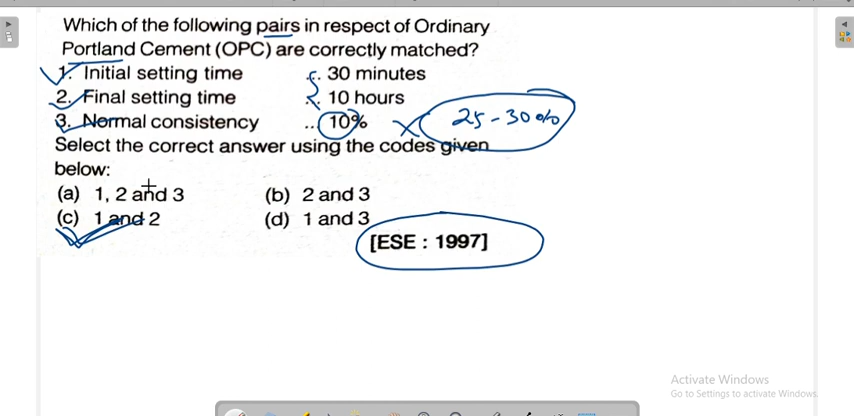 Which of the following pairs in respect of Ordinary
Portland Cement (OPC) are correctly matched?
1. Initial setting time ... 30 minutes
2. Final setting time ... 10 hours
3. Normal consistency ... 10% 25-30%
Select the correct answer using the codes given
below:
(a) 1, 2 and 3 (b) 2 and 3
(c) 1 and 2 (d) 1 and 3
[ESE : 1997]
Activate Windows
Go to Settings to activate Windows.